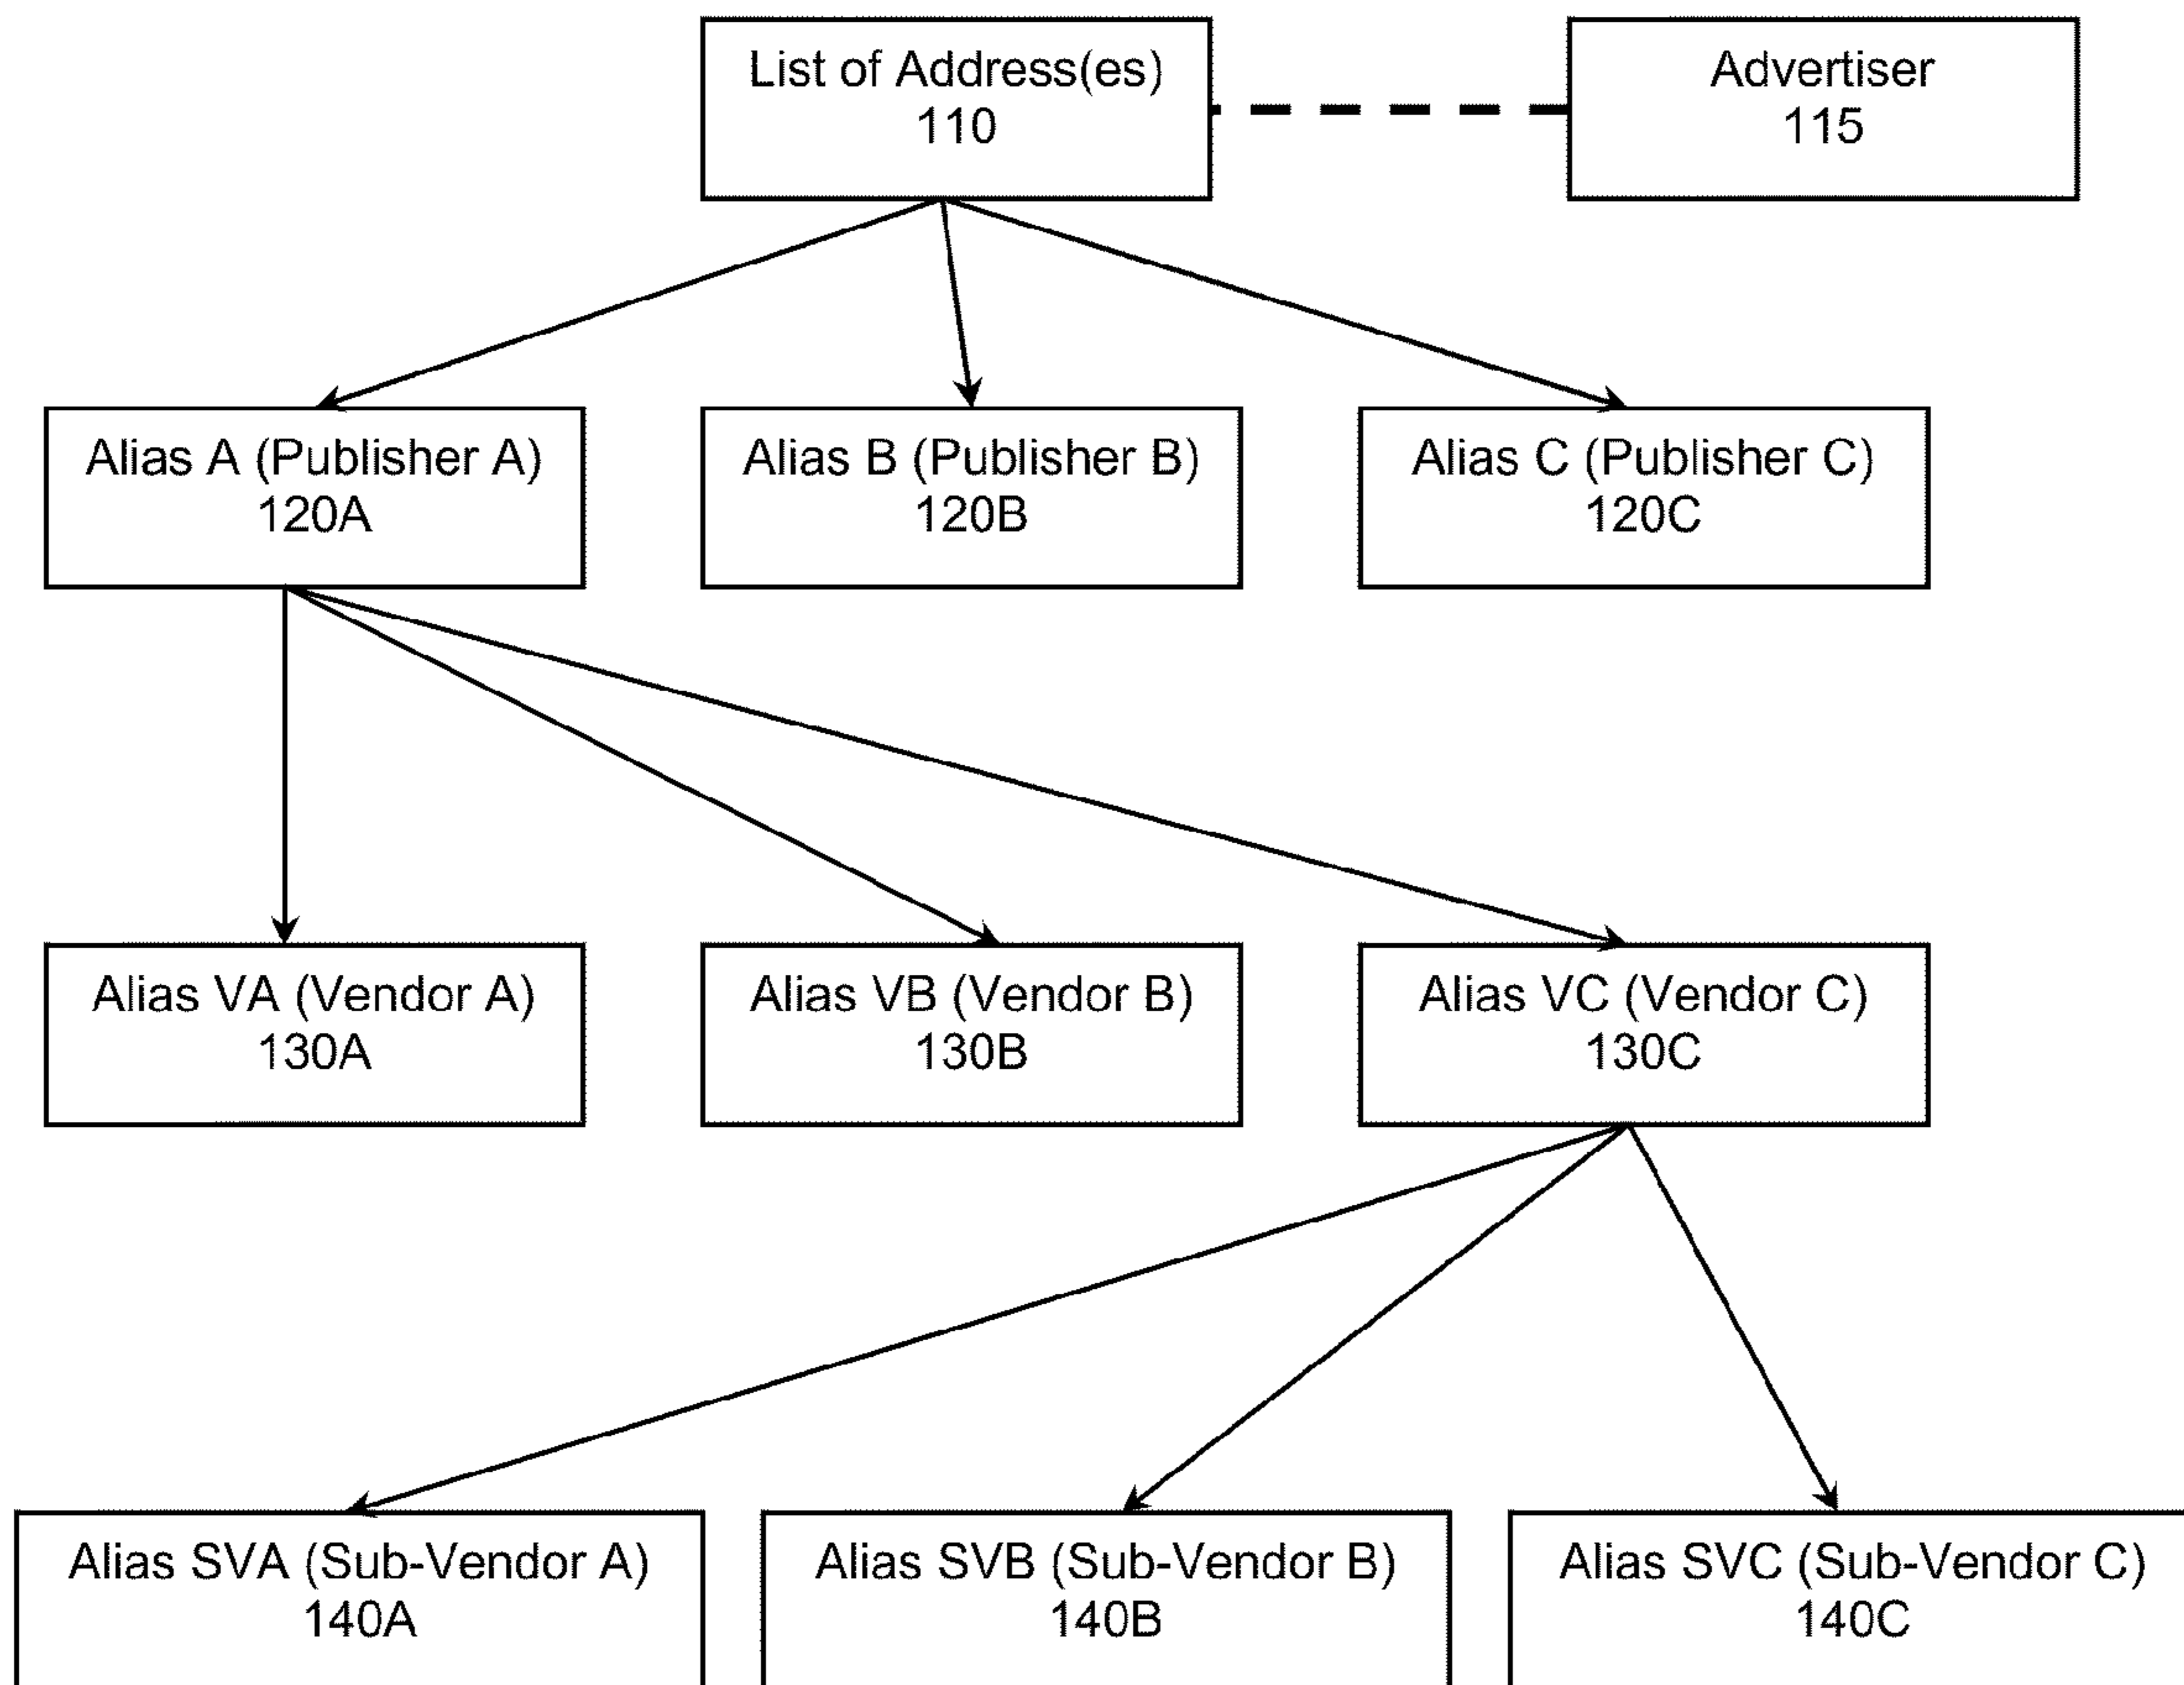 List of Address(es)
110
Advertiser
115
Alias A (Publisher A)
120A
Alias B (Publisher B)
120B
Alias C (Publisher C)
120C
Alias VA (Vendor A)
130A
Alias VB (Vendor B)
130B
Alias VC (Vendor C)
130C
Alias SVA (Sub-Vendor A)
140A
Alias SVB (Sub-Vendor B)
140B
Alias SVC (Sub-Vendor C)
140C